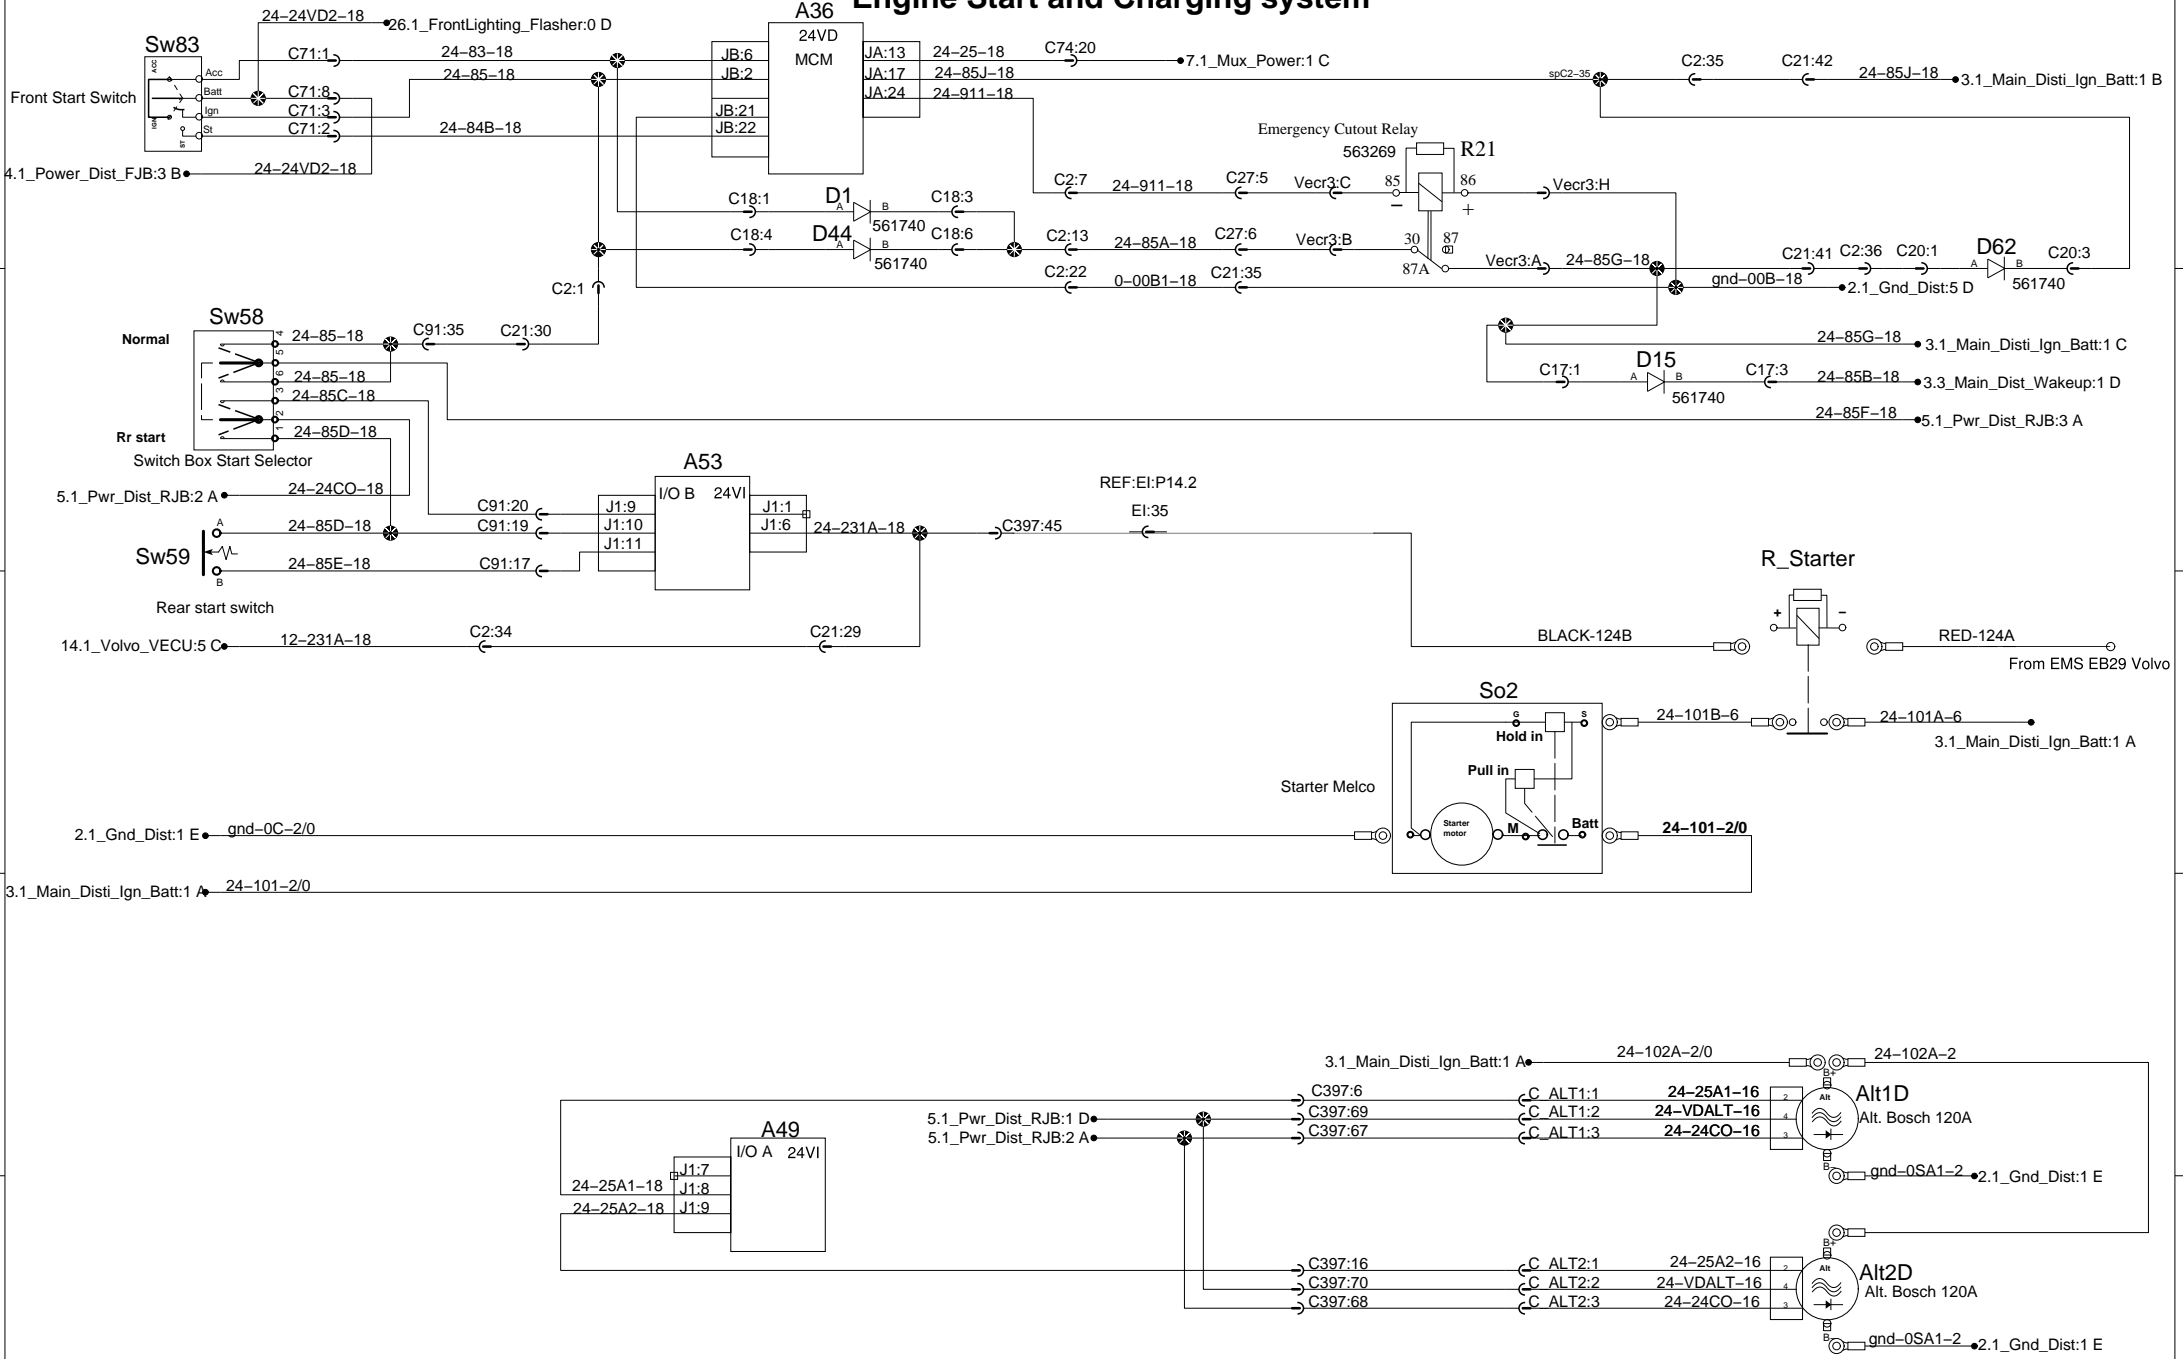 Engine Start and Charging system
24-24VD2-18
26.1_FrontLighting_Flasher:0 D
A36
24VD
MCM
Sw83
ACC
IGN
ST
Acc
Batt
Ign
St
Front Start Switch
C71:1
24-83-18
24-85-18
C71:8
C71:3
C71:2
24-84B-18
4.1_Power_Dist_FJB:3 B
24-24VD2-18
JB:6
JB:2
JB:21
JB:22
JA:13
JA:17
JA:24
24-25-18
C74:20
7.1_Mux_Power:1 C
24-85J-18
24-911-18
spC2-35
C2:35
C21:42
24-85J-18
3.1_Main_Disti_Ign_Batt:1 B
Emergency Cutout Relay
563269
R21
C2:7
24-911-18
C27:5
Vecr3:C
85
86
−
+
Vecr3:H
C18:1
D1
A
B
561740
C18:3
C18:4
D44
A
B
561740
C18:6
C2:13
24-85A-18
C27:6
Vecr3:B
30
87
87A
Vecr3:A
24-85G-18
C21:41
C2:36
C20:1
D62
A
B
561740
C20:3
C2:1
C2:22
0-00B1-18
C21:35
gnd-00B-18
2.1_Gnd_Dist:5 D
Sw58
Normal
24-85-18
C91:35
C21:30
4
5
6
3
2
1
24-85-18
24-85C-18
24-85D-18
Rr start
Switch Box Start Selector
24-85G-18
3.1_Main_Disti_Ign_Batt:1 C
C17:1
D15
A
B
561740
C17:3
24-85B-18
3.3_Main_Dist_Wakeup:1 D
24-85F-18
5.1_Pwr_Dist_RJB:3 A
5.1_Pwr_Dist_RJB:2 A
24-24CO-18
A53
I/O B
24VI
J1:9
J1:10
J1:11
J1:1
J1:6
C91:20
C91:19
C91:17
Sw59
A
B
24-85D-18
24-85E-18
Rear start switch
24-231A-18
C397:45
REF:EI:P14.2
EI:35
14.1_Volvo_VECU:5 C
12-231A-18
C2:34
C21:29
R_Starter
+
−
BLACK-124B
RED-124A
From EMS EB29 Volvo
So2
G
S
Hold in
Pull in
Starter Melco
Starter
motor
M
Batt
24-101B-6
24-101A-6
3.1_Main_Disti_Ign_Batt:1 A
24-101-2/0
2.1_Gnd_Dist:1 E
gnd-0C-2/0
3.1_Main_Disti_Ign_Batt:1 A
24-101-2/0
3.1_Main_Disti_Ign_Batt:1 A
24-102A-2/0
24-102A-2
C397:6
C_ALT1:1
24-25A1-16
2
5.1_Pwr_Dist_RJB:1 D
C397:69
C_ALT1:2
24-VDALT-16
4
5.1_Pwr_Dist_RJB:2 A
C397:67
C_ALT1:3
24-24CO-16
3
B+
Alt
B-
Alt1D
Alt. Bosch 120A
gnd-0SA1-2
2.1_Gnd_Dist:1 E
A49
I/O A
24VI
J1:7
J1:8
J1:9
24-25A1-18
24-25A2-18
C397:16
C_ALT2:1
24-25A2-16
2
C397:70
C_ALT2:2
24-VDALT-16
4
C397:68
C_ALT2:3
24-24CO-16
3
B+
Alt
B-
Alt2D
Alt. Bosch 120A
gnd-0SA1-2
2.1_Gnd_Dist:1 E